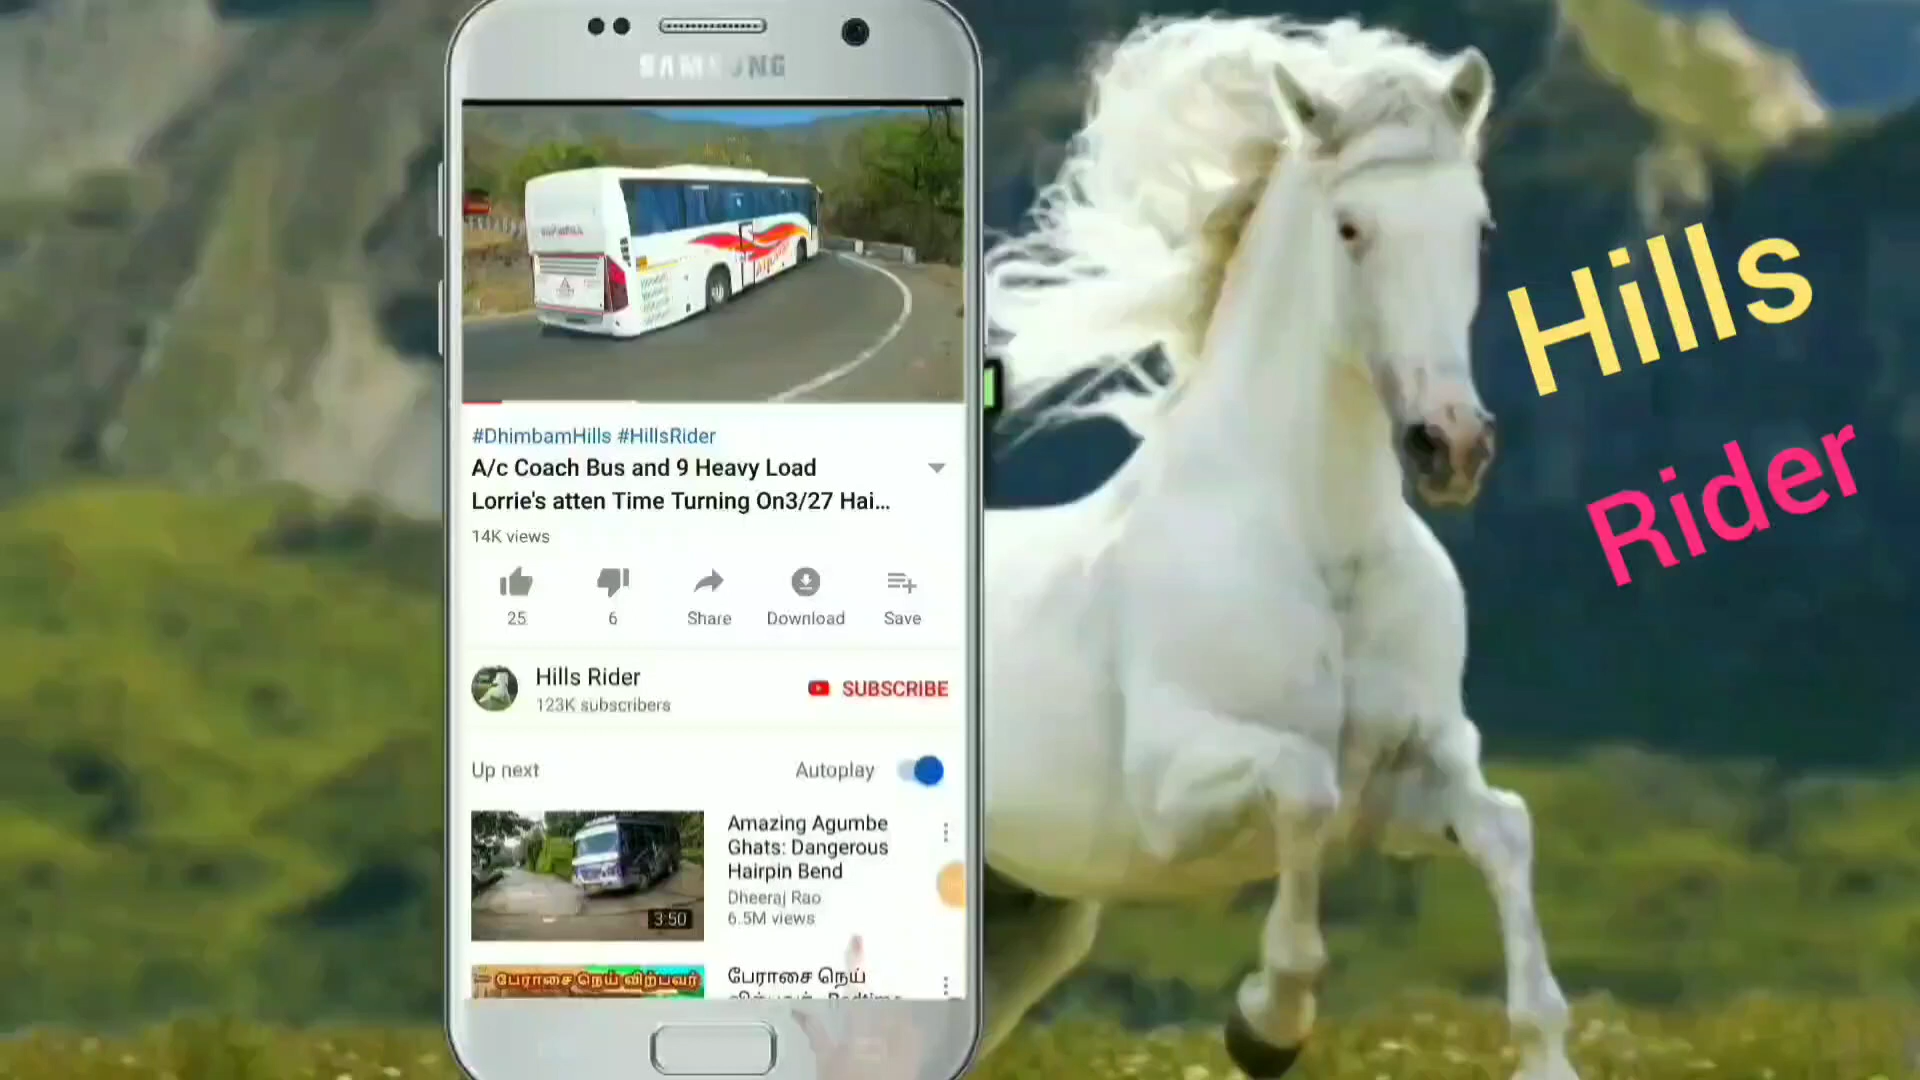 SAMSUNG
#DhimbamHills #HillsRider
A/c Coach Bus and 9 Heavy Load
Lorrie's atten Time Turning On3/27 Hai...
14K views
25
6
Share
Download
Save
Hills Rider
123K subscribers
SUBSCRIBE
Up next
Autoplay
3:50
Amazing Agumbe
Ghats: Dangerous
Hairpin Bend
Dheeraj Rao
6.5M views
பேராசை நெய் விற்பவர்
பேராசை நெய்
Hills
Rider